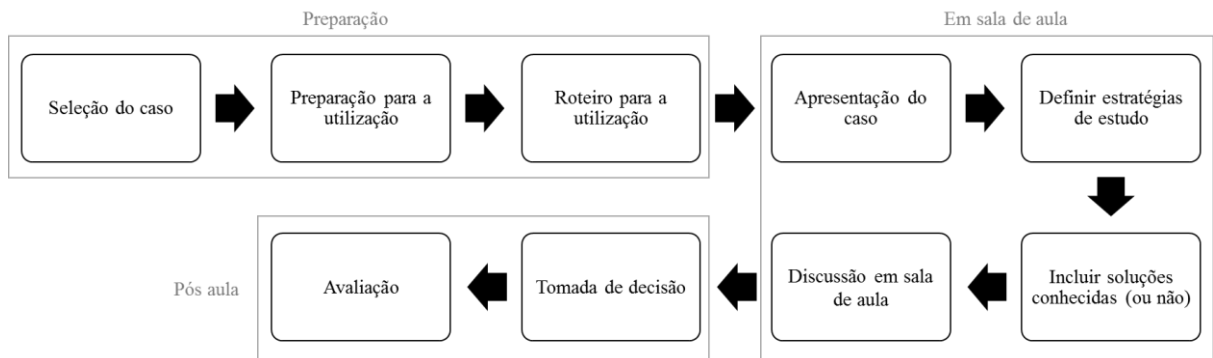 Preparação
Em sala de aula
Seleção do caso
Preparação para a
utilização
Roteiro para a
utilização
Apresentação do
caso
Definir estratégias
de estudo
Incluir soluções
conhecidas (ou não)
Discussão em sala
de aula
Tomada de decisão
Avaliação
Pós aula